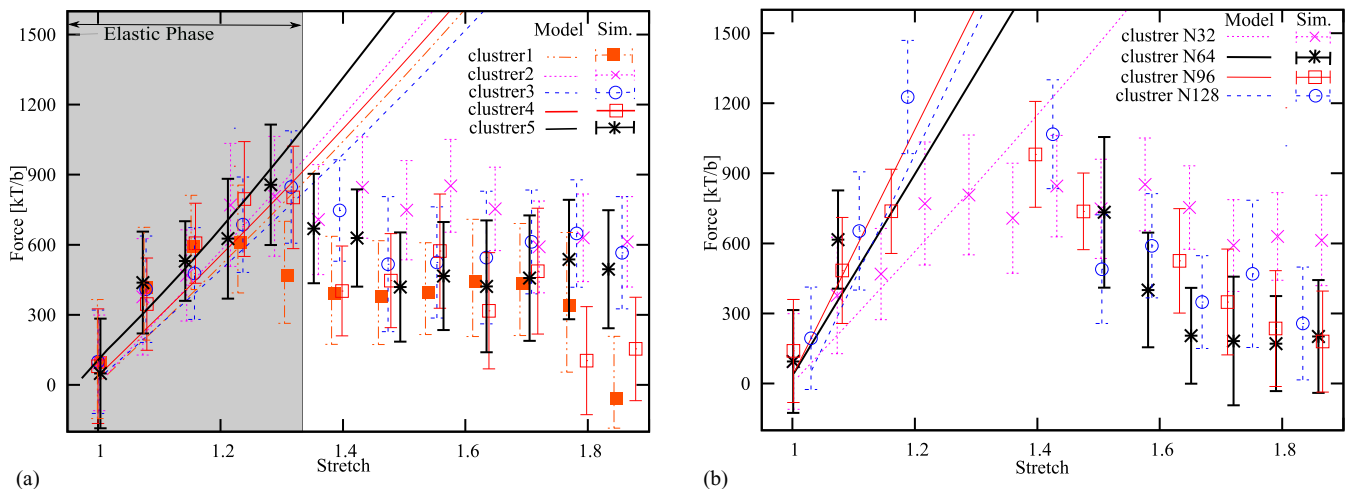 1600
Elastic Phase
Model Sim.
clustrer1
clustrer2
clustrer3
clustrer4
clustrer5
1500
1200
900
600
300
0
Force [kT/b]
1 1.2 1.4 1.6 1.8
Stretch
(a)
Model Sim.
clustrer N32
clustrer N64
clustrer N96
clustrer N128
1500
1200
900
600
300
0
Force [kT/b]
1 1.2 1.4 1.6 1.8
Stretch
(b)